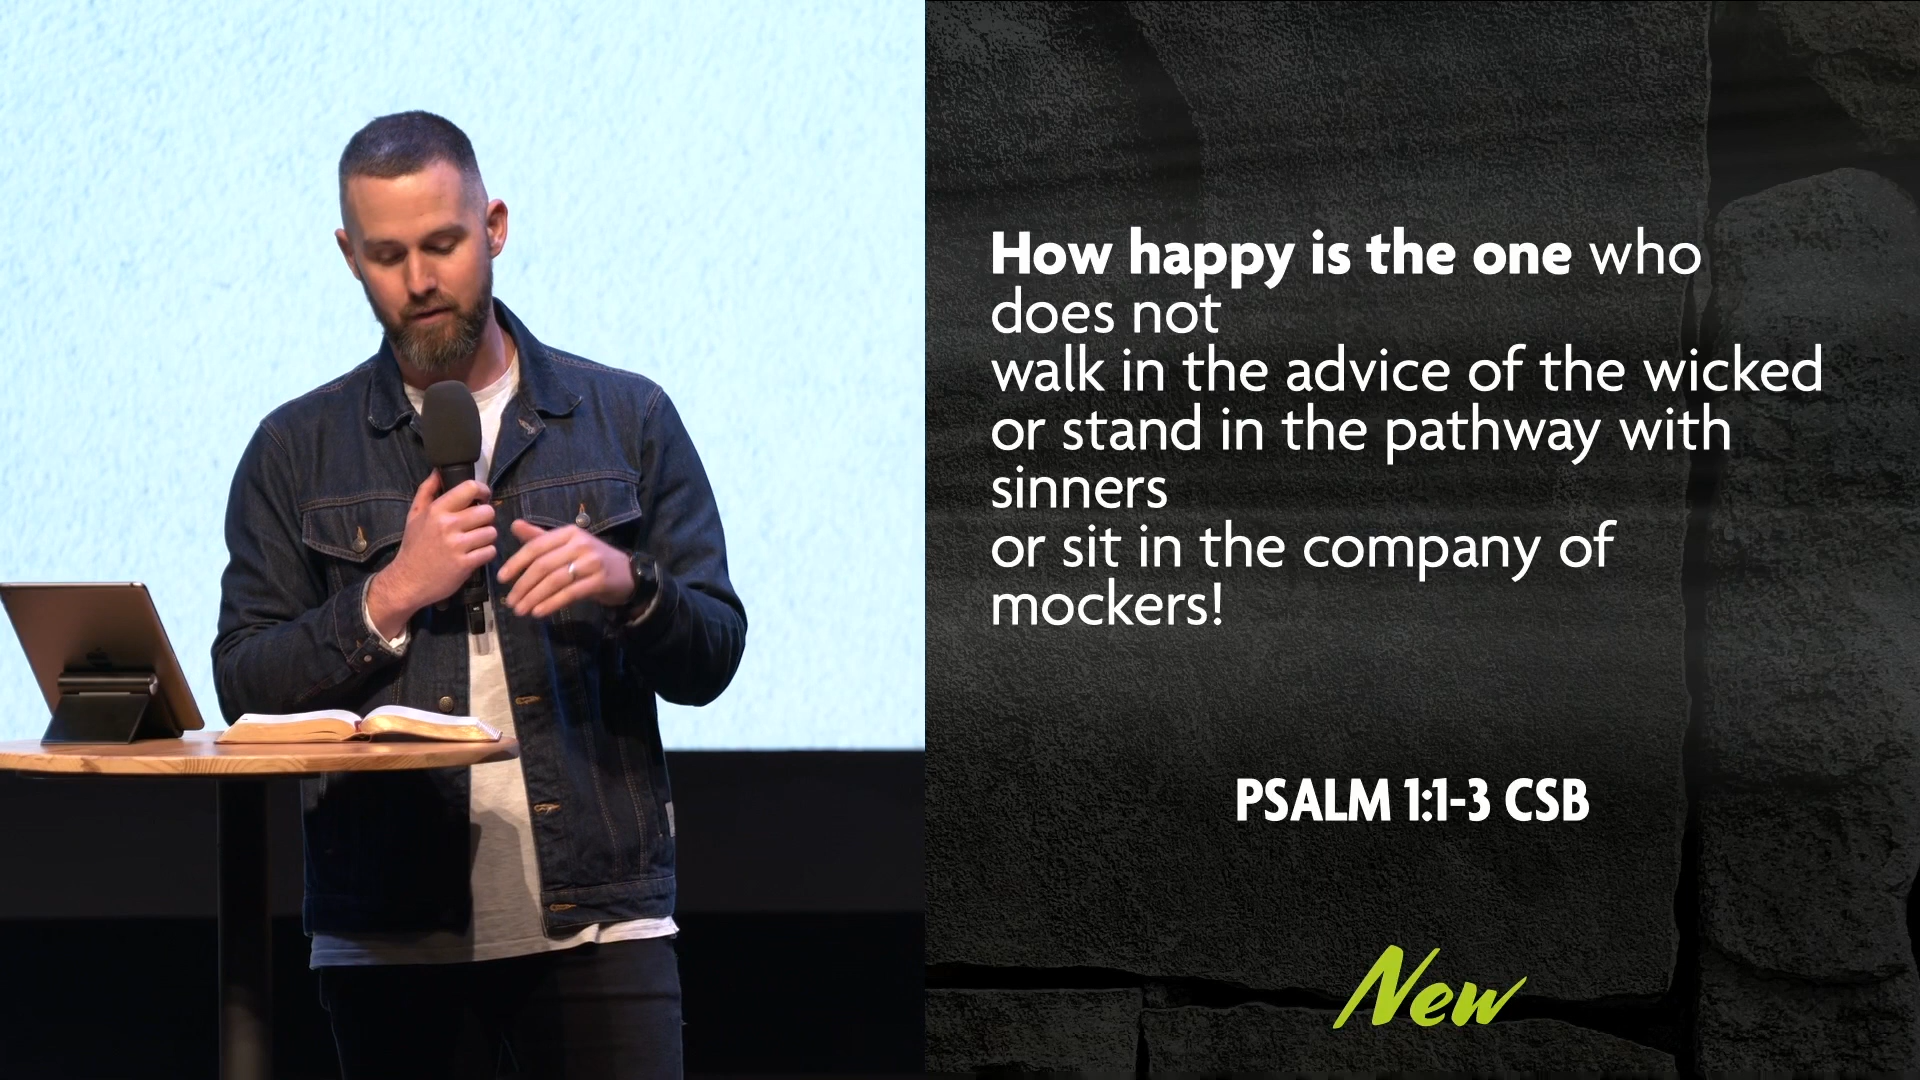 How happy is the one who
does not
walk in the advice of the wicked
or stand in the pathway with
sinners
or sit in the company of
mockers!
PSALM 1:1-3 CSB
New